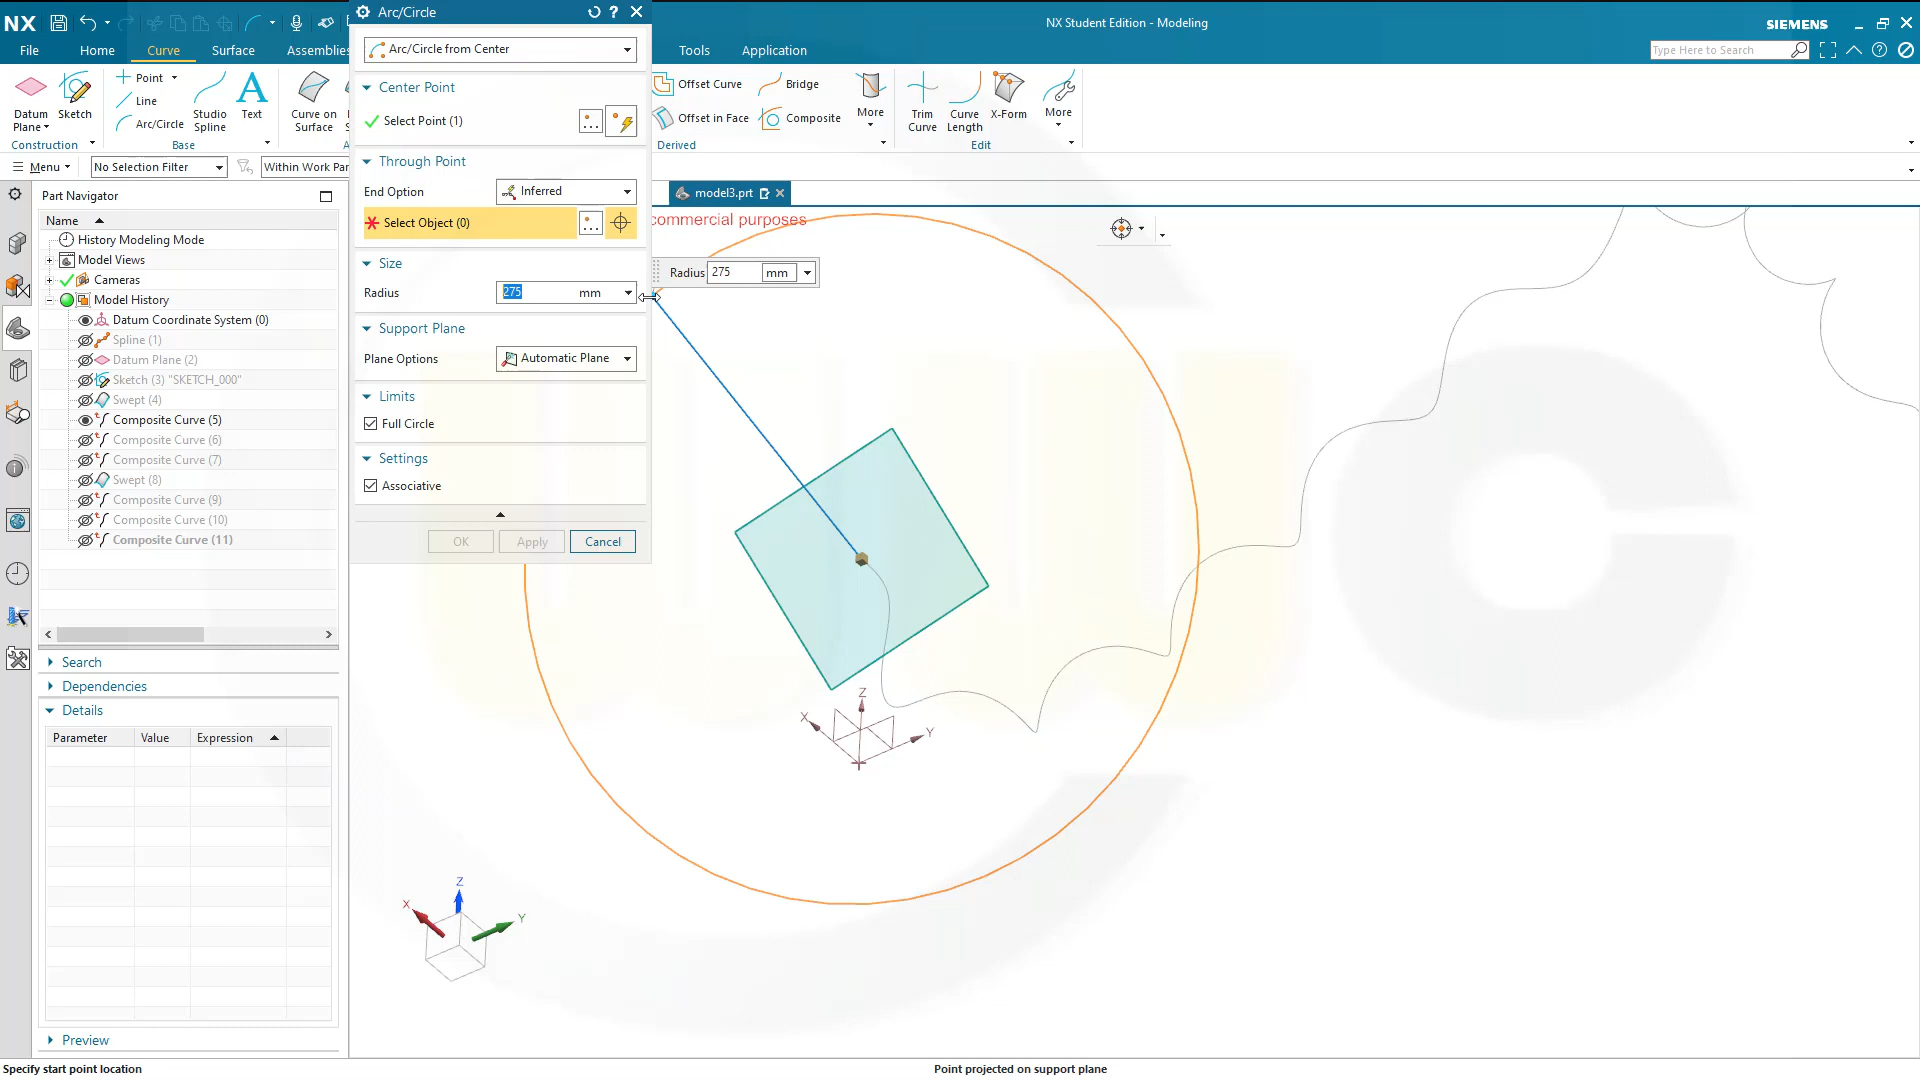 NX
Arc/Circle
NX Student Edition - Modeling
SIEMENS
File
Home
Curve
Surface
Assemblies
Tools
Application
Type Here to Search
Arc/Circle from Center
Datum
Plane
Sketch
Point
Line
Arc/Circle
Studio
Spline
Text
Curve on
Surface
Construction
Base
Offset Curve
Bridge
Offset in Face
Composite
More
Derived
Trim
Curve
Curve
Length
X-Form
More
Edit
Menu
No Selection Filter
Within Work Par
Center Point
Select Point (1)
Through Point
End Option
Inferred
* Select Object (0)
Size
Radius
275
mm
Support Plane
Plane Options
Automatic Plane
Limits
Full Circle
Settings
Associative
OK
Apply
Cancel
model3.prt
commercial purposes
Radius 275 mm
Part Navigator
Name
History Modeling Mode
Model Views
Cameras
Model History
Datum Coordinate System (0)
Spline (1)
Datum Plane (2)
Sketch (3) "SKETCH_000"
Swept (4)
Composite Curve (5)
Composite Curve (6)
Composite Curve (7)
Swept (8)
Composite Curve (9)
Composite Curve (10)
Composite Curve (11)
Search
Dependencies
Details
Parameter
Value
Expression
Preview
Z
X
Y
Z
X
Y
Specify start point location
Point projected on support plane